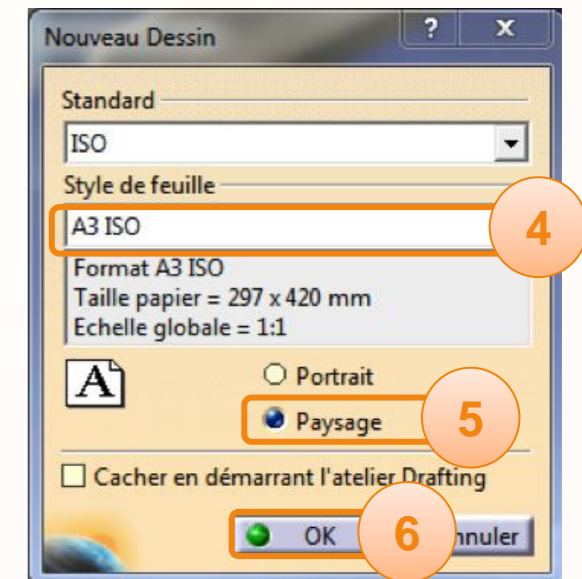 Nouveau Dessin ? x
Standard
ISO
Style de feuille
A3 ISO 4
Format A3 ISO
Taille papier = 297 x 420 mm
Echelle globale = 1:1
A Portrait
Paysage 5
Cacher en démarrant l'atelier Drafting
OK 6 nnuler